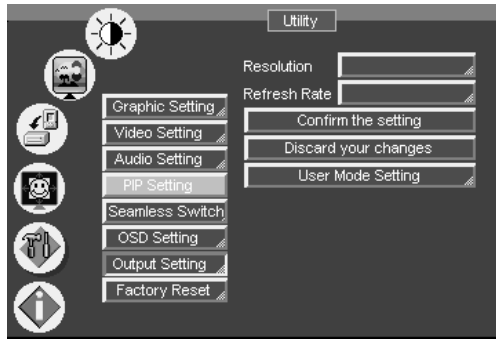 Utility
Resolution
Refresh Rate
Graphic Setting
Confirm the setting
Video Setting
Discard your changes
Audio Setting
User Mode Setting
PIP Setting
Seamless Switch
OSD Setting
Output Setting
Factory Reset